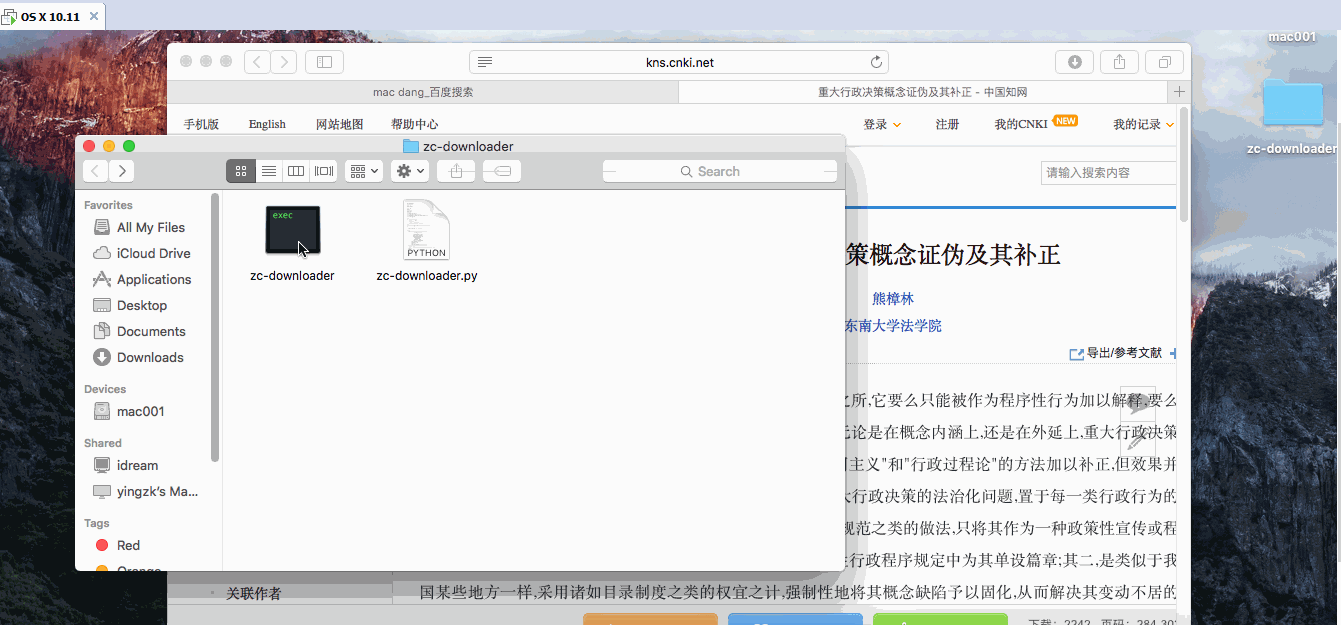 OS X 10.11
mac001
zc-downloader
kns.cnki.net
mac dang_百度搜索
重大行政决策概念证伪及其补正 - 中国知网
手机版 English 网站地图 帮助中心
登录 注册 我的CNKI NEW 我的记录
请输入搜索内容
zc-downloader
Search
Favorites
All My Files
iCloud Drive
Applications
Desktop
Documents
Downloads
Devices
mac001
Shared
idream
yingzk's Ma...
Tags
Red
Orange
exec
zc-downloader
PYTHON
zc-downloader.py
策概念证伪及其补正
熊樟林
东南大学法学院
导出/参考文献
之所,它要么只能被作为程序性行为加以解释,要么
无论是在概念内涵上,还是在外延上,重大行政决策
主义"和"行政过程论"的方法加以补正,但效果并
大行政决策的法治化问题,置于每一类行政行为的
规范之类的做法,只将其作为一种政策性宣传或程
行政程序规定中为其单设篇章;其二,是类似于我
国某些地方一样,采用诸如目录制度之类的权宜之计,强制性地将其概念缺陷予以固化,从而解决其变动不居的
关联作者
下载: 2242 页码: 284-30